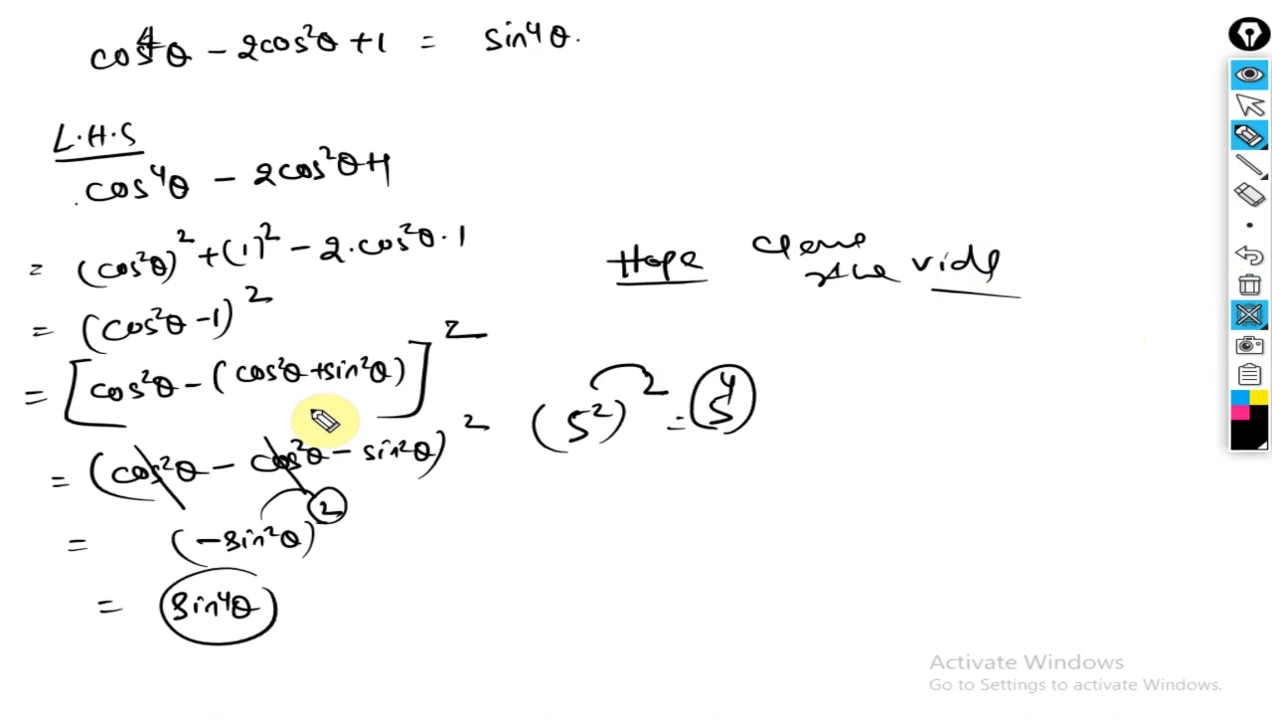 cos⁴θ - 2cos²θ + 1 = sin⁴θ.
L.H.S
cos⁴θ - 2cos²θ+1
= (cos²θ)² + (1)² - 2·cos²θ·1
= (cos²θ - 1)²
= [cos²θ - (cos²θ + sin²θ)]²
= (cos²θ - cos²θ - sin²θ)²
= (-sin²θ)²
= sin⁴θ
(5²)² = 5⁴
Hope
Activate Windows
Go to Settings to activate Windows.